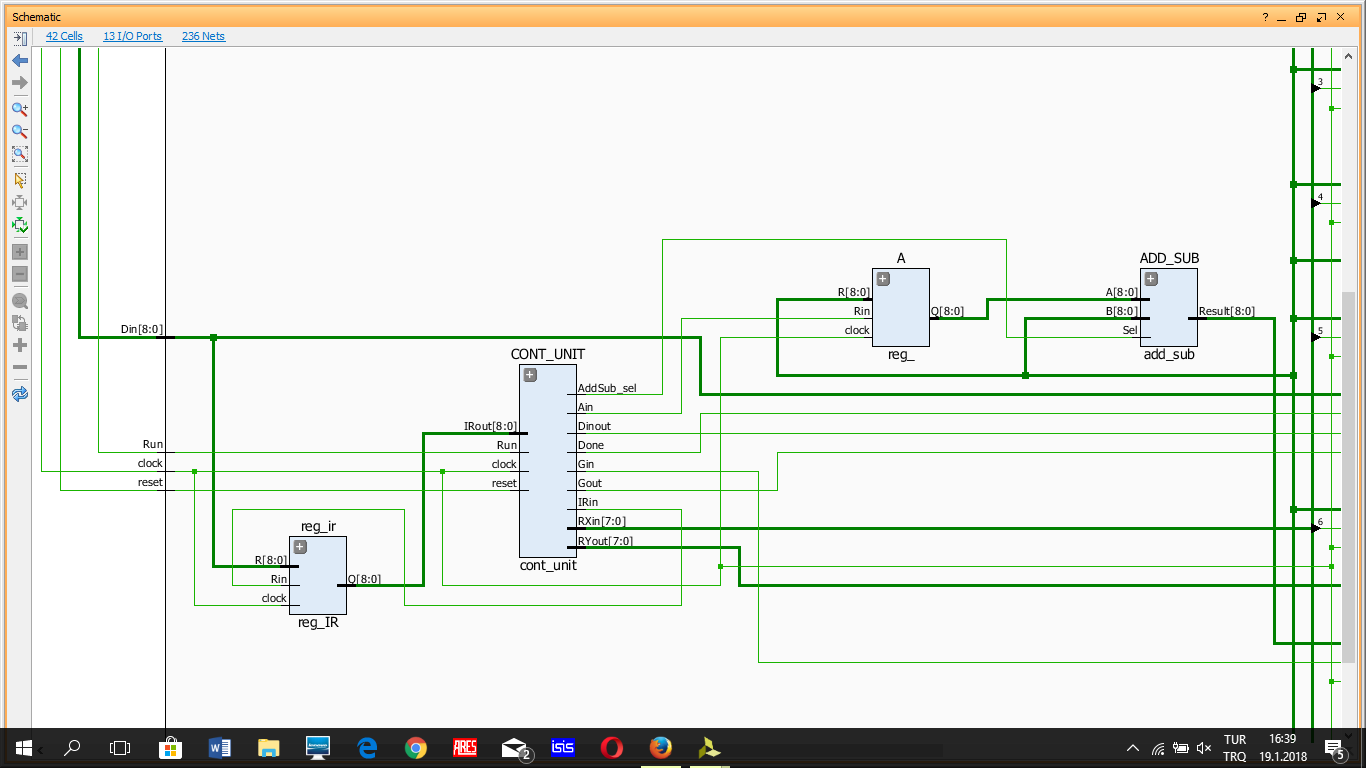 Schematic
?
42 Cells 13 I/O Ports 236 Nets
3
4
A
ADD_SUB
R[8:0]
Rin
clock
Q[8:0]
reg_
A[8:0]
B[8:0]
Sel
Result[8:0]
add_sub
5
Din[8:0]
CONT_UNIT
AddSub_sel
Ain
Dinout
Done
Gin
Gout
IRin
RXin[7:0]
RYout[7:0]
IRout[8:0]
Run
clock
reset
cont_unit
Run
clock
reset
6
reg_ir
R[8:0]
Rin
clock
Q[8:0]
reg_IR
W
ARES
2
isis
TUR
TRQ
16:39
19.1.2018
5